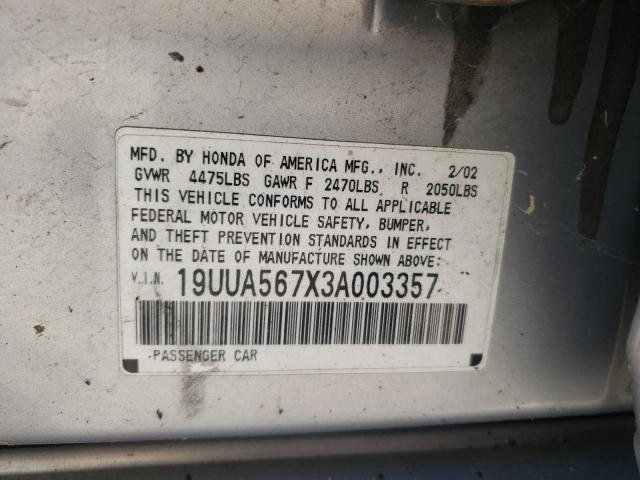 MFD. BY HONDA OF AMERICA MFG., INC. 2/02
GVWR 4475LBS GAWR F 2470LBS R 2050LBS
THIS VEHICLE CONFORMS TO ALL APPLICABLE
FEDERAL MOTOR VEHICLE SAFETY, BUMPER,
AND THEFT PREVENTION STANDARDS IN EFFECT
ON THE DATE OF MANUFACTURE SHOWN ABOVE:
V.I.N. 19UUA567X3A003357
PASSENGER CAR